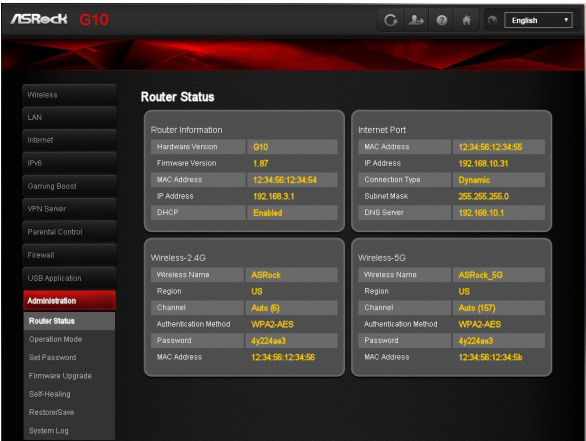 ASRock G10
English
Wireless
LAN
Internet
IPv6
Gaming Boost
VPN Server
Parental Control
Firewall
USB Application
Administration
Router Status
Operation Mode
Set Password
Firmware Upgrade
Self-Healing
Restore/Save
System Log
Router Status
Router Information
Hardware Version G10
Firmware Version 1.87
MAC Address 12:34:56:12:34:54
IP Address 192.168.3.1
DHCP Enabled
Internet Port
MAC Address 12:34:56:12:34:55
IP Address 192.168.10.31
Connection Type Dynamic
Subnet Mask 255.255.255.0
DNS Server 192.168.10.1
Wireless-2.4G
Wireless Name ASRock
Region US
Channel Auto (6)
Authentication Method WPA2-AES
Password 4y224ae3
MAC Address 12:34:56:12:34:56
Wireless-5G
Wireless Name ASRock_5G
Region US
Channel Auto (157)
Authentication Method WPA2-AES
Password 4y224ae3
MAC Address 12:34:56:12:34:5b